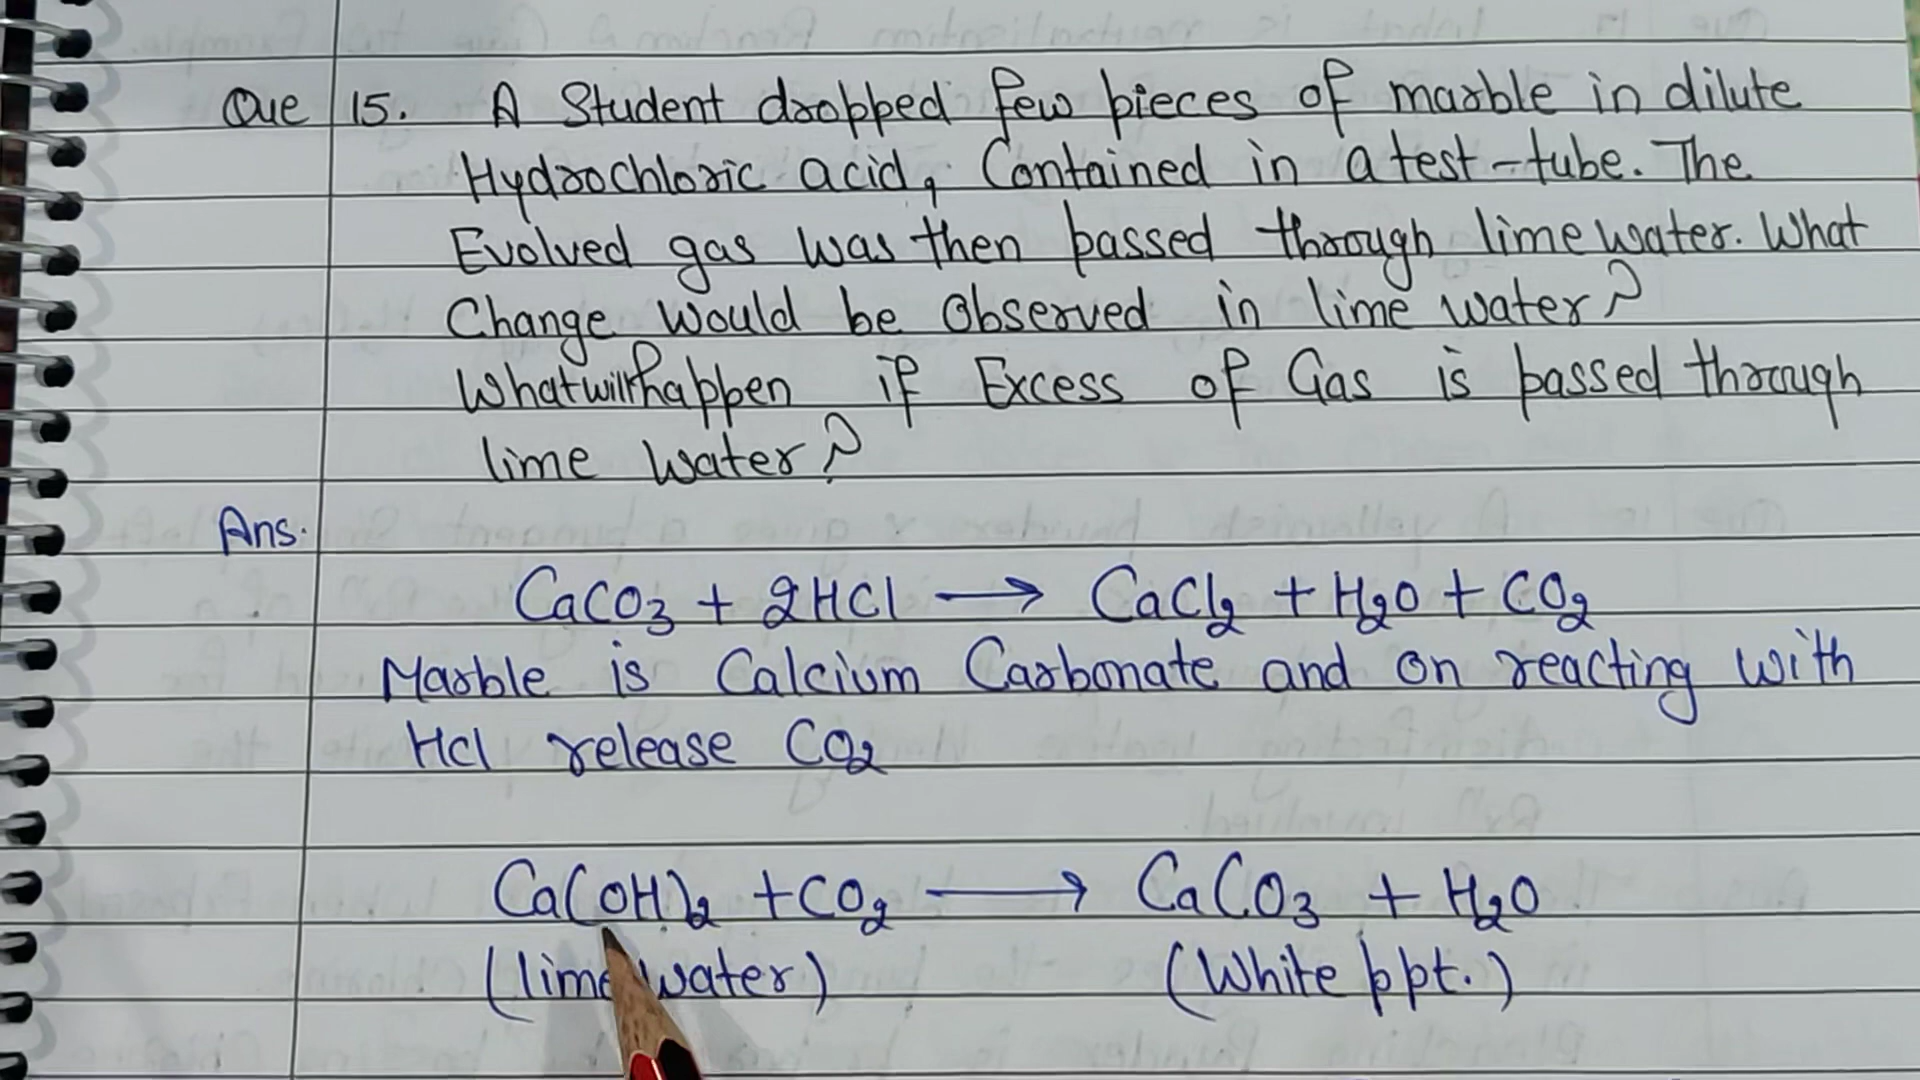 Que 15. A Student dropped few pieces of marble in dilute
Hydrochloric acid, Contained in a test-tube. The
Evolved gas was then passed through lime water. What
Change would be Observed in lime water?
What will happen if Excess of Gas is passed through
lime water?
Ans.
CaCO3 + 2HCl → CaCl2 + H2O + CO2
Marble is Calcium Carbonate and on reacting with
HCl release CO2
Ca(OH)2 + CO2 → CaCO3 + H2O
(lime water) (White ppt.)